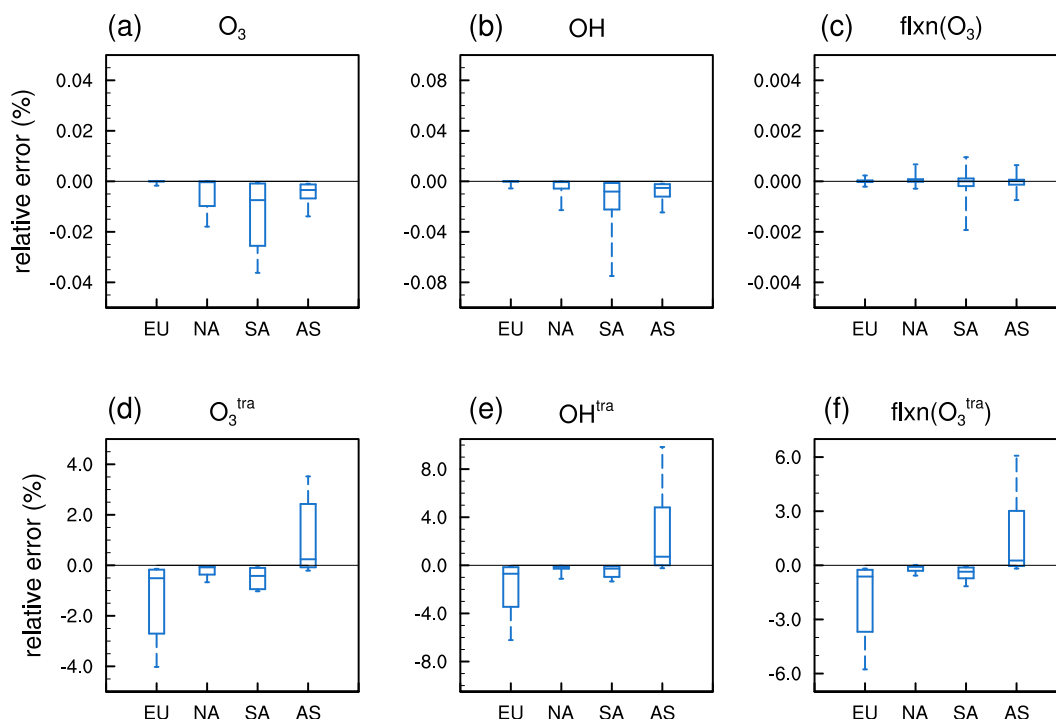 (a) O₃
(b) OH
(c) flxn(O₃)
relative error (%)
0.04
0.02
0.00
-0.02
-0.04
EU NA SA AS
0.08
0.04
0.00
-0.04
-0.08
EU NA SA AS
0.004
0.002
0.000
-0.002
-0.004
EU NA SA AS
(d) O₃ᵗʳᵃ
(e) OHᵗʳᵃ
(f) flxn(O₃ᵗʳᵃ)
relative error (%)
4.0
2.0
0.0
-2.0
-4.0
EU NA SA AS
8.0
4.0
0.0
-4.0
-8.0
EU NA SA AS
6.0
3.0
0.0
-3.0
-6.0
EU NA SA AS